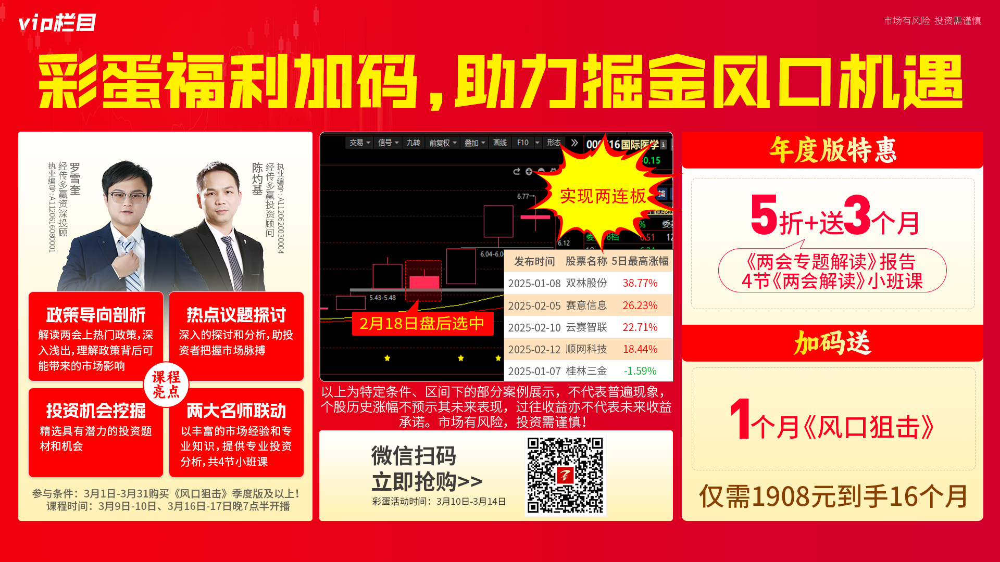 vip栏目
市场有风险 投资需谨慎
彩蛋福利加码,助力掘金风口机遇
罗雪奎
经传多赢资深投顾
执业编号:A1120616080001
陈灼基
经传多赢投资顾问
执业编号:A1120620030004
政策导向剖析
解读两会上热门政策,深
入浅出,理解政策背后可
能带来的市场影响
热点议题探讨
深入的探讨和分析,助投
资者把握市场脉搏
课程
亮点
投资机会挖掘
精选具有潜力的投资题
材和机会
两大名师联动
以丰富的市场经验和专
业知识,提供专业投资
分析,共4节小班课
参与条件：3月1日-3月31购买《风口狙击》季度版及以上！
课程时间：3月9日-10日、3月16日-17日晚7点半开播
交易 信号 九转 前复权 叠加 画线 F10 形态
国际医学
0.15
实现两连板
6.77
6.12
6.04-6.0
5.43-5.48
8档
6.51
2月18日盘后选中
发布时间 股票名称 5日最高涨幅
2025-01-08 双林股份 38.77%
2025-02-05 赛意信息 26.23%
2025-02-10 云赛智联 22.71%
2025-02-12 顺网科技 18.44%
2025-01-07 桂林三金 -1.59%
以上为特定条件、区间下的部分案例展示，不代表普遍现象，
个股历史涨幅不预示其未来表现，过往收益亦不代表未来收益
承诺。市场有风险，投资需谨慎！
微信扫码
立即抢购>>
彩蛋活动时间：3月10日-3月14日
年度版特惠
5折+送3个月
《两会专题解读》报告
4节《两会解读》小班课
加码送
1个月《风口狙击》
仅需1908元到手16个月